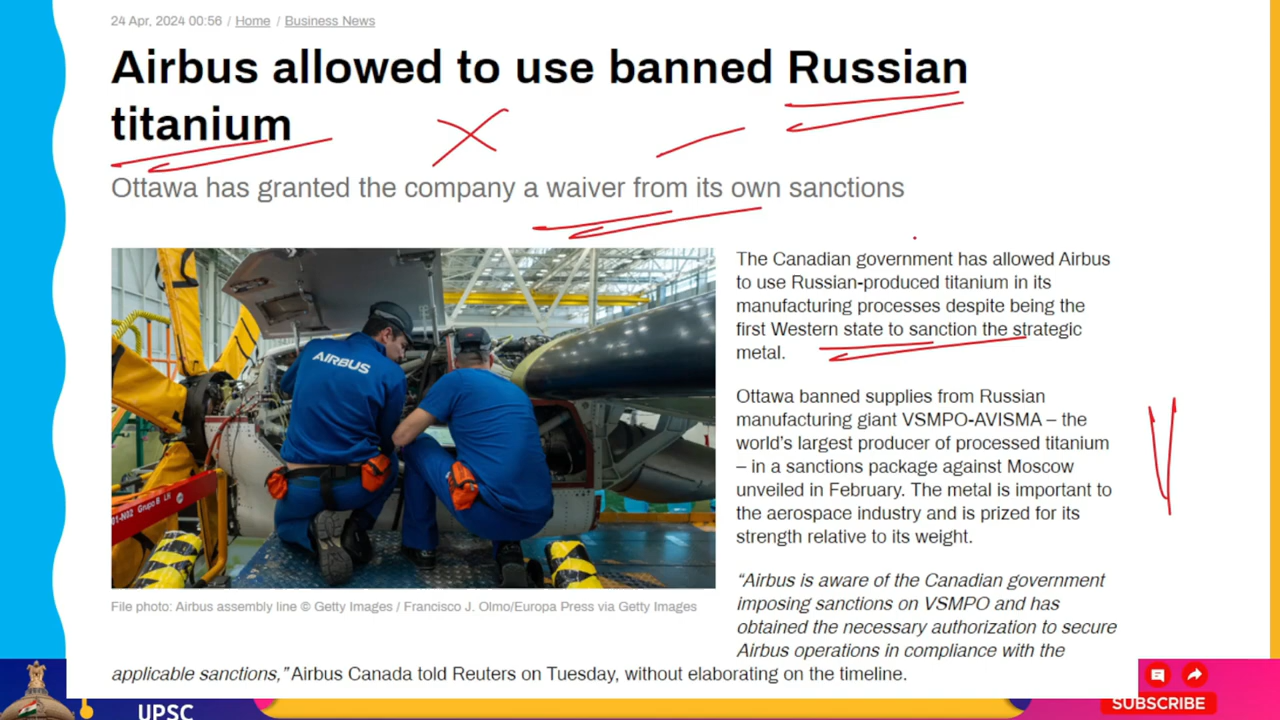 24 Apr, 2024 00:56 / Home / Business News
Airbus allowed to use banned Russian
titanium
Ottawa has granted the company a waiver from its own sanctions
AIRBUS
01-N02 Grupo B LH
File photo: Airbus assembly line © Getty Images / Francisco J. Olmo/Europa Press via Getty Images
The Canadian government has allowed Airbus
to use Russian-produced titanium in its
manufacturing processes despite being the
first Western state to sanction the strategic
metal.
Ottawa banned supplies from Russian
manufacturing giant VSMPO-AVISMA – the
world's largest producer of processed titanium
– in a sanctions package against Moscow
unveiled in February. The metal is important to
the aerospace industry and is prized for its
strength relative to its weight.
“Airbus is aware of the Canadian government
imposing sanctions on VSMPO and has
obtained the necessary authorization to secure
Airbus operations in compliance with the
applicable sanctions,” Airbus Canada told Reuters on Tuesday, without elaborating on the timeline.
UPSC
SUBSCRIBE